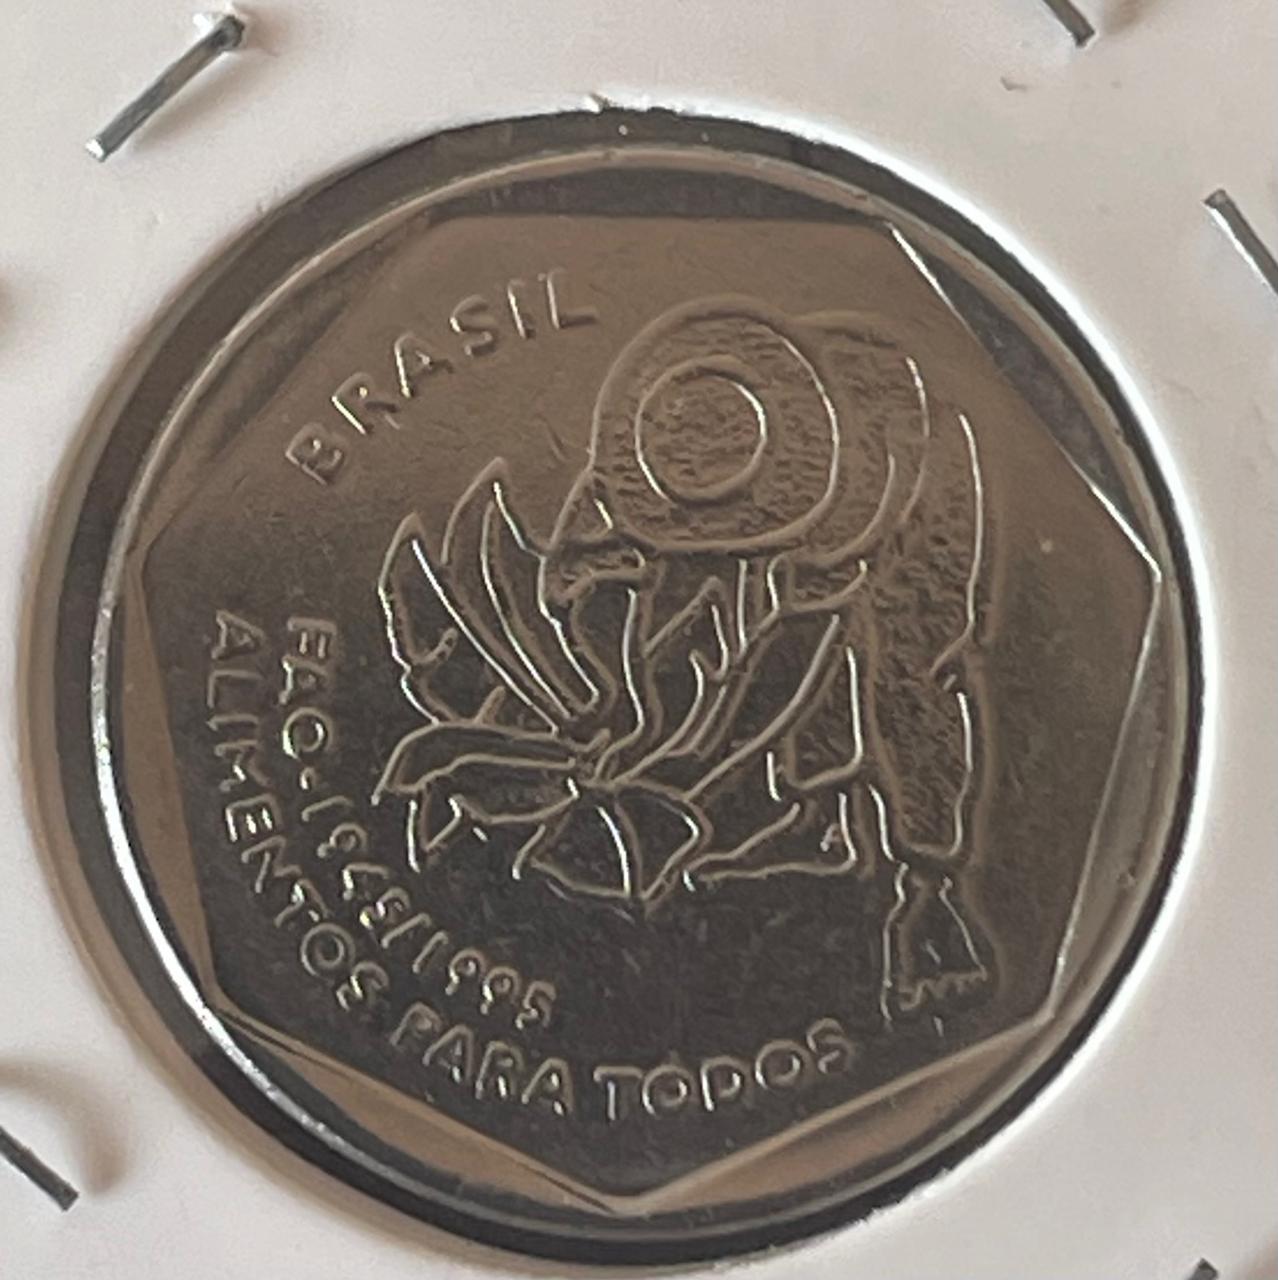 BRASIL
FAO-1945/1995
ALIMENTOS PARA TODOS